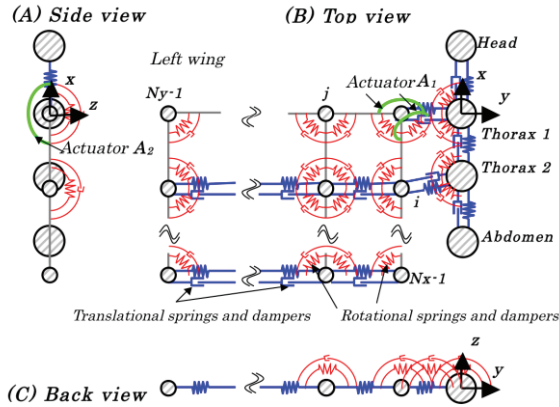 (A) Side view
(B) Top view
Head
x
z
Actuator A2
Left wing
Ny-1
j
Actuator A1
x
y
Thorax 1
Thorax 2
i
Abdomen
Nx-1
Translational springs and dampers
Rotational springs and dampers
z
y
(C) Back view